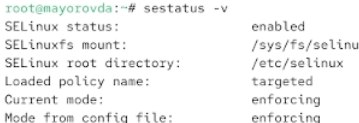 root@mayorovda:~# sestatus -v
SELinux status: enabled
SELinuxfs mount: /sys/fs/selinu
SELinux root directory: /etc/selinux
Loaded policy name: targeted
Current mode: enforcing
Mode from config file: enforcing